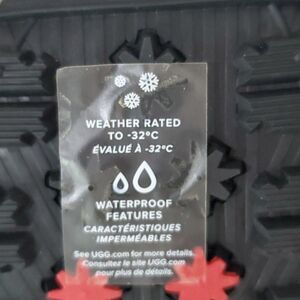 WEATHER RATED
TO -32°C
ÉVALUÉ À -32°C
WATERPROOF
FEATURES
CARACTÉRISTIQUES
IMPERMÉABLES
See UGG.com for more details.
Consultez le site UGG.com
pour plus de détails.